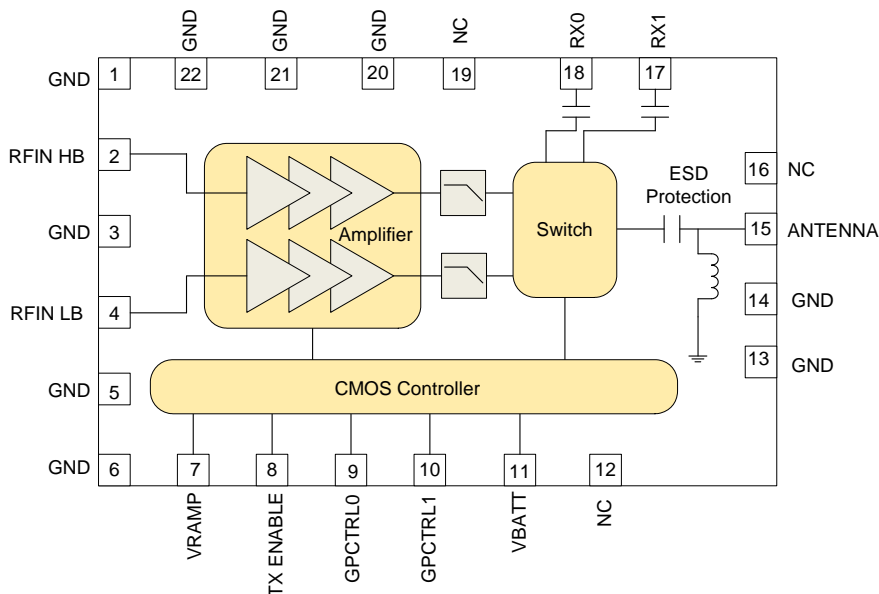 GND
GND
GND
NC
RX0
RX1
22
21
20
19
18
17
GND
1
RFIN HB
2
GND
3
RFIN LB
4
GND
5
GND
6
Amplifier
Switch
ESD
Protection
16
NC
15
ANTENNA
14
GND
13
GND
CMOS Controller
7
8
9
10
11
12
VRAMP
TX ENABLE
GPCTRL0
GPCTRL1
VBATT
NC